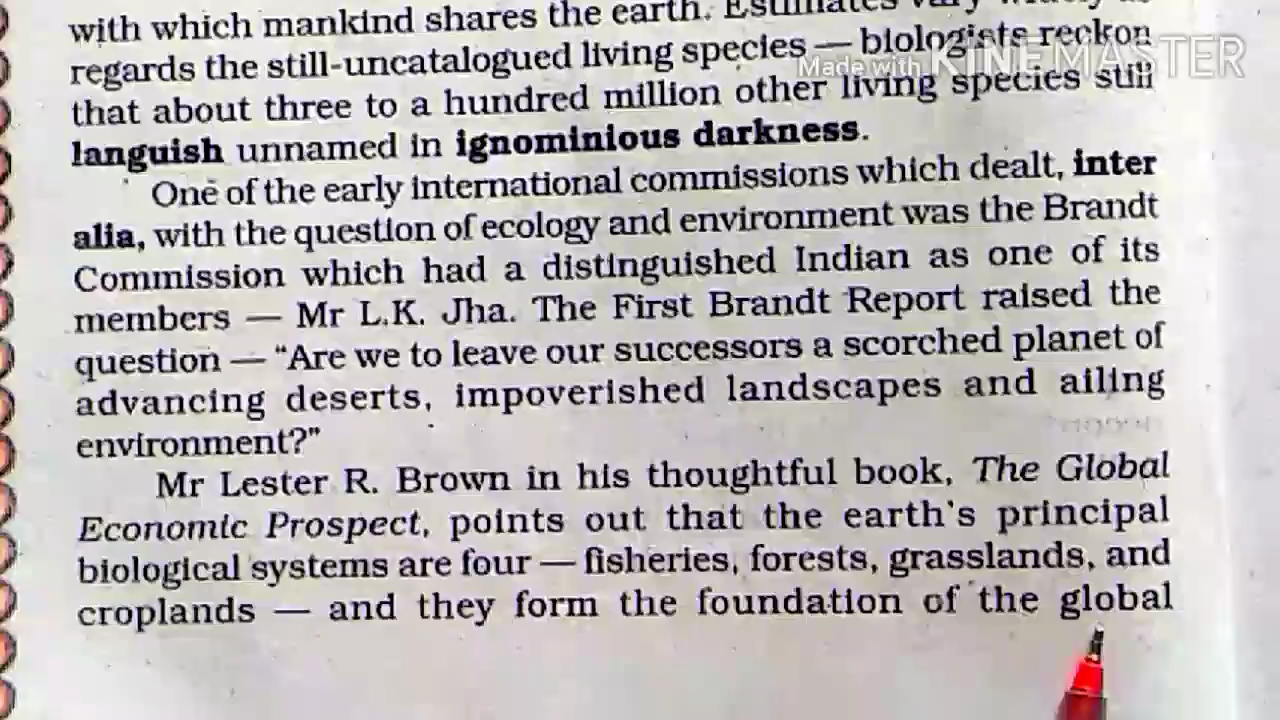 with which mankind shares the earth. Estimates vary widely as
regards the still-uncatalogued living species — biologists reckon
Made with KINEMASTER
that about three to a hundred million other living species still
languish unnamed in ignominious darkness.
One of the early international commissions which dealt, inter
alia, with the question of ecology and environment was the Brandt
Commission which had a distinguished Indian as one of its
members — Mr L.K. Jha. The First Brandt Report raised the
question — “Are we to leave our successors a scorched planet of
advancing deserts, impoverished landscapes and ailing
environment?”
Mr Lester R. Brown in his thoughtful book, The Global
Economic Prospect, points out that the earth's principal
biological systems are four — fisheries, forests, grasslands, and
croplands — and they form the foundation of the global